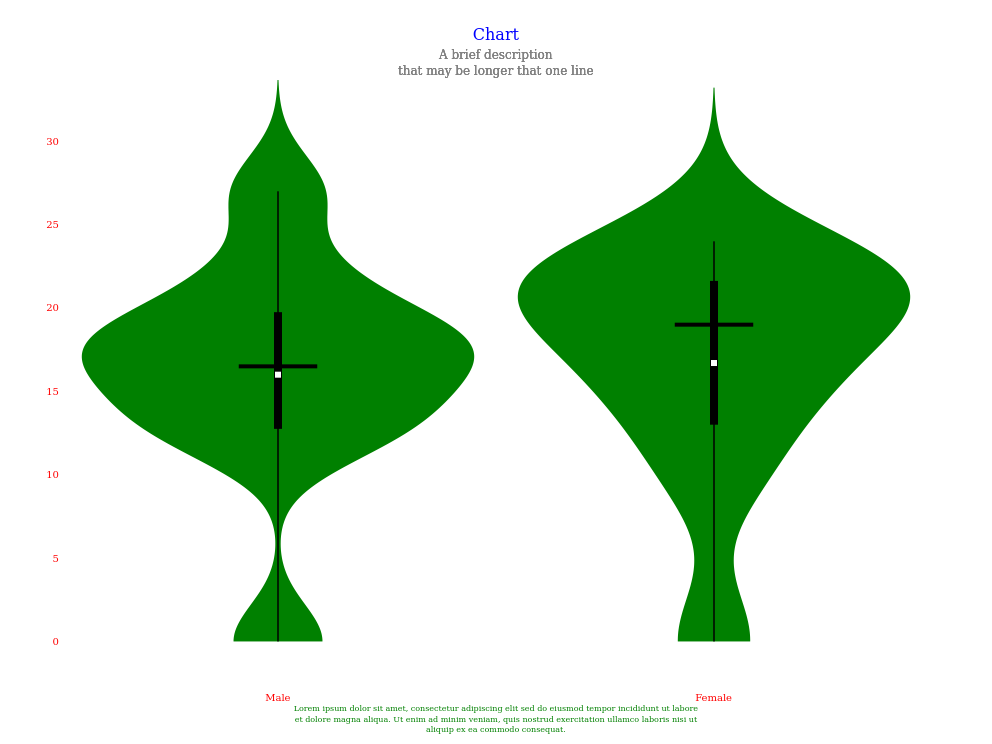 Chart
A brief description
that may be longer that one line
30
25
20
15
10
5
0
Male
Female
Lorem ipsum dolor sit amet, consectetur adipiscing elit sed do eiusmod tempor incididunt ut labore
et dolore magna aliqua. Ut enim ad minim veniam, quis nostrud exercitation ullamco laboris nisi ut
aliquip ex ea commodo consequat.